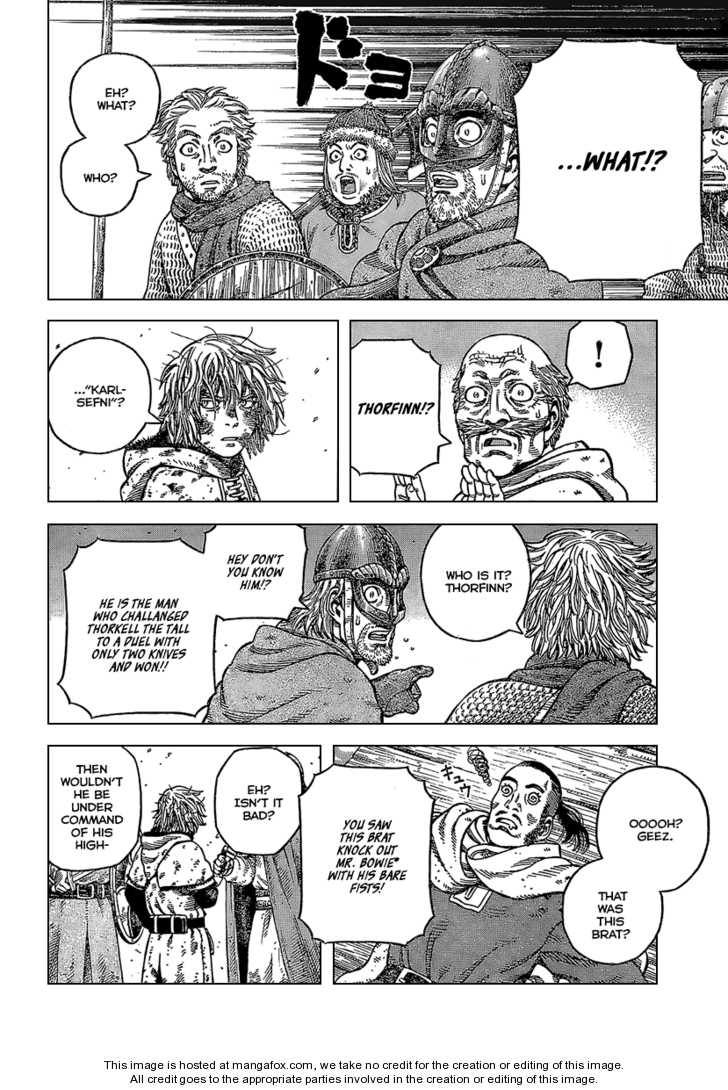 ...WHAT!?
ドヨ
EH?
WHAT?
WHO?
!
THORFINN!?
..."KARL-
SEFNI"?
WHO IS IT?
THORFINN?
HEY DON'T
YOU KNOW
HIM!?
HE IS THE MAN
WHO CHALLANGED
THORKELL THE TALL
TO A DUEL WITH
ONLY TWO KNIVES
AND WON!!
OOOOH?
GEEZ.
THAT
WAS
THIS
BRAT?
キュウ
YOU SAW
THIS BRAT
KNOCK OUT
MR. BOWIE*
WITH HIS BARE
FISTS!
EH?
ISN'T IT
BAD?
THEN
WOULDN'T
HE BE
UNDER
COMMAND
OF HIS
HIGH-
This image is hosted at mangafox.com, we take no credit for the creation or editing of this image.
All credit goes to the appropriate parties involved in the creation or editing of this image.